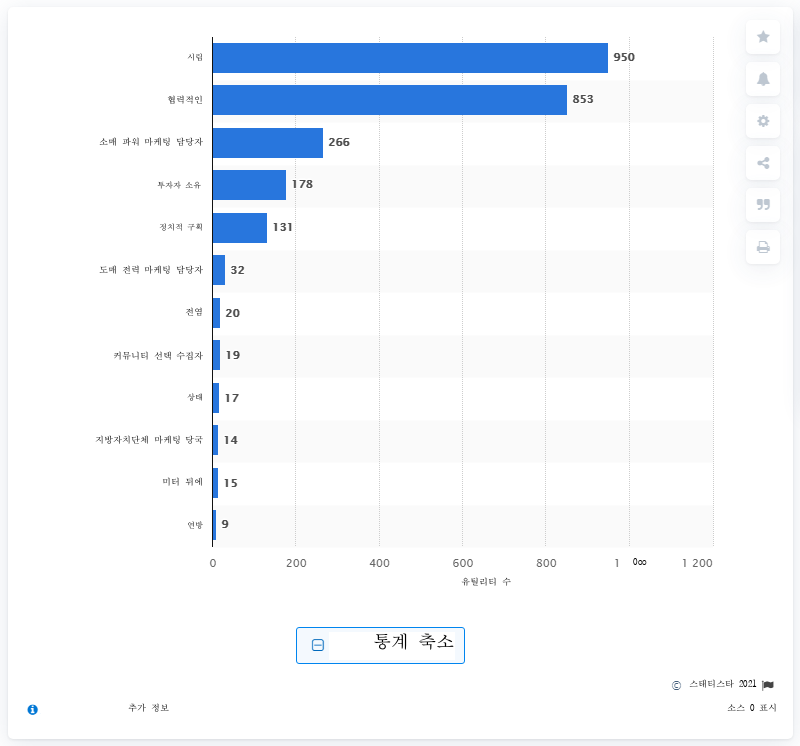 시립 950
협력적인 853
소매 파워 마케팅 담당자 266
투자자 소유 178
정치적 구획 131
도매 전력 마케팅 담당자 32
전염 20
커뮤니티 선택 수집자 19
상태 17
지방자치단체 마케팅 당국 14
미터 뒤에 15
연방 9
0 200 400 600 800 1 0∞ 1 200
유틸리티 수
통계 축소
© 스태티스타 2021
추가 정보 소스 0 표시